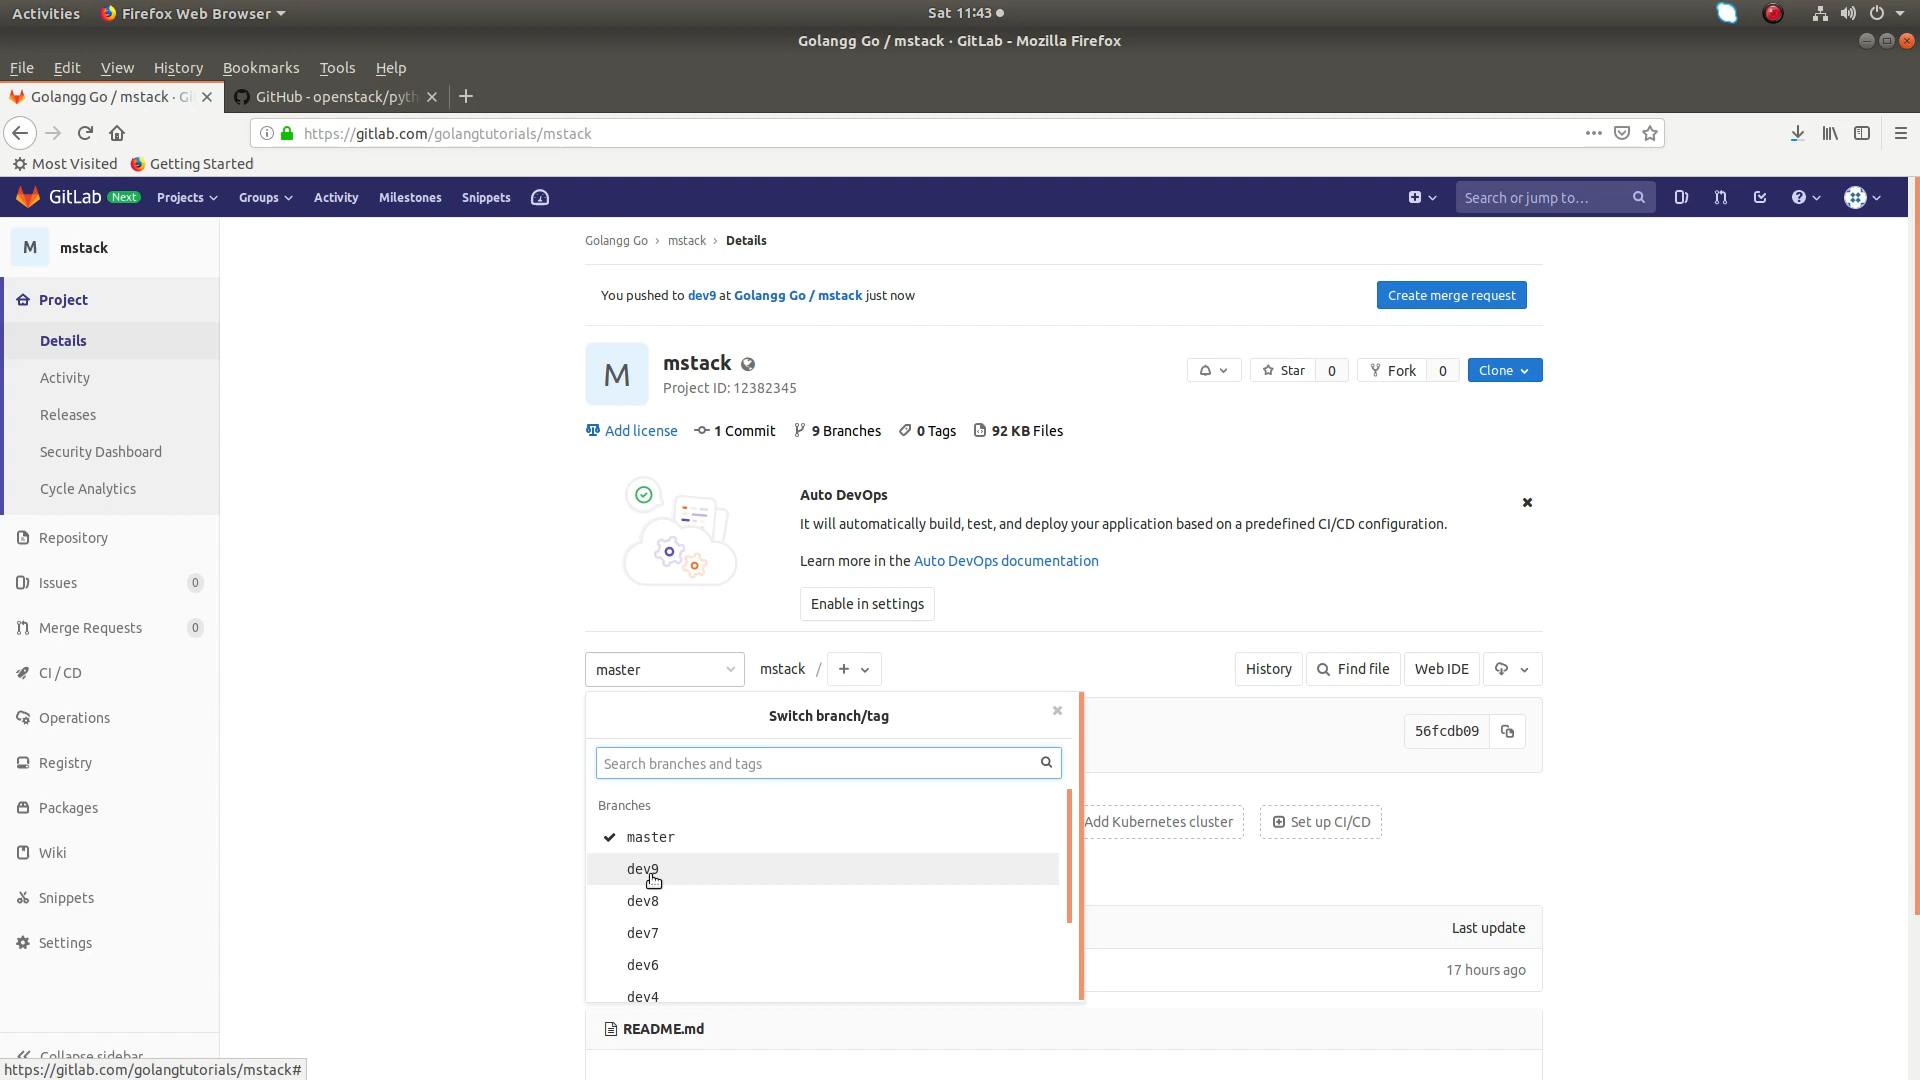 Activities Firefox Web Browser Sat 11:43
Golangg Go / mstack · GitLab - Mozilla Firefox
File Edit View History Bookmarks Tools Help
Golangg Go / mstack · Gi GitHub - openstack/pyth
https://gitlab.com/golangtutorials/mstack
Most Visited Getting Started
GitLab Next Projects Groups Activity Milestones Snippets Search or jump to…
M mstack
Golangg Go › mstack › Details
Project
Details
Activity
Releases
Security Dashboard
Cycle Analytics
Repository
Issues 0
Merge Requests 0
CI / CD
Operations
Registry
Packages
Wiki
Snippets
Settings
Collapse sidebar
https://gitlab.com/golangtutorials/mstack#
You pushed to dev9 at Golangg Go / mstack just now
Create merge request
M
mstack
Project ID: 12382345
Star 0 Fork 0 Clone
Add license 1 Commit 9 Branches 0 Tags 92 KB Files
Auto DevOps
It will automatically build, test, and deploy your application based on a predefined CI/CD configuration.
Learn more in the Auto DevOps documentation
Enable in settings
master mstack / + History Find file Web IDE
Switch branch/tag
Search branches and tags
Branches
master
dev9
dev8
dev7
dev6
dev4
56fcdb09
Add Kubernetes cluster Set up CI/CD
Last update
17 hours ago
README.md